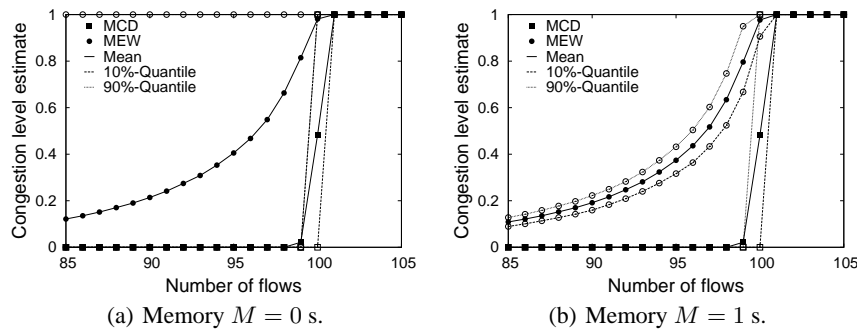 Congestion level estimate
1
0.8
0.6
0.4
0.2
0
MCD
MEW
Mean
10%-Quantile
90%-Quantile
85 90 95 100 105
Number of flows
(a) Memory M = 0 s.
Congestion level estimate
1
0.8
0.6
0.4
0.2
0
MCD
MEW
Mean
10%-Quantile
90%-Quantile
85 90 95 100 105
Number of flows
(b) Memory M = 1 s.